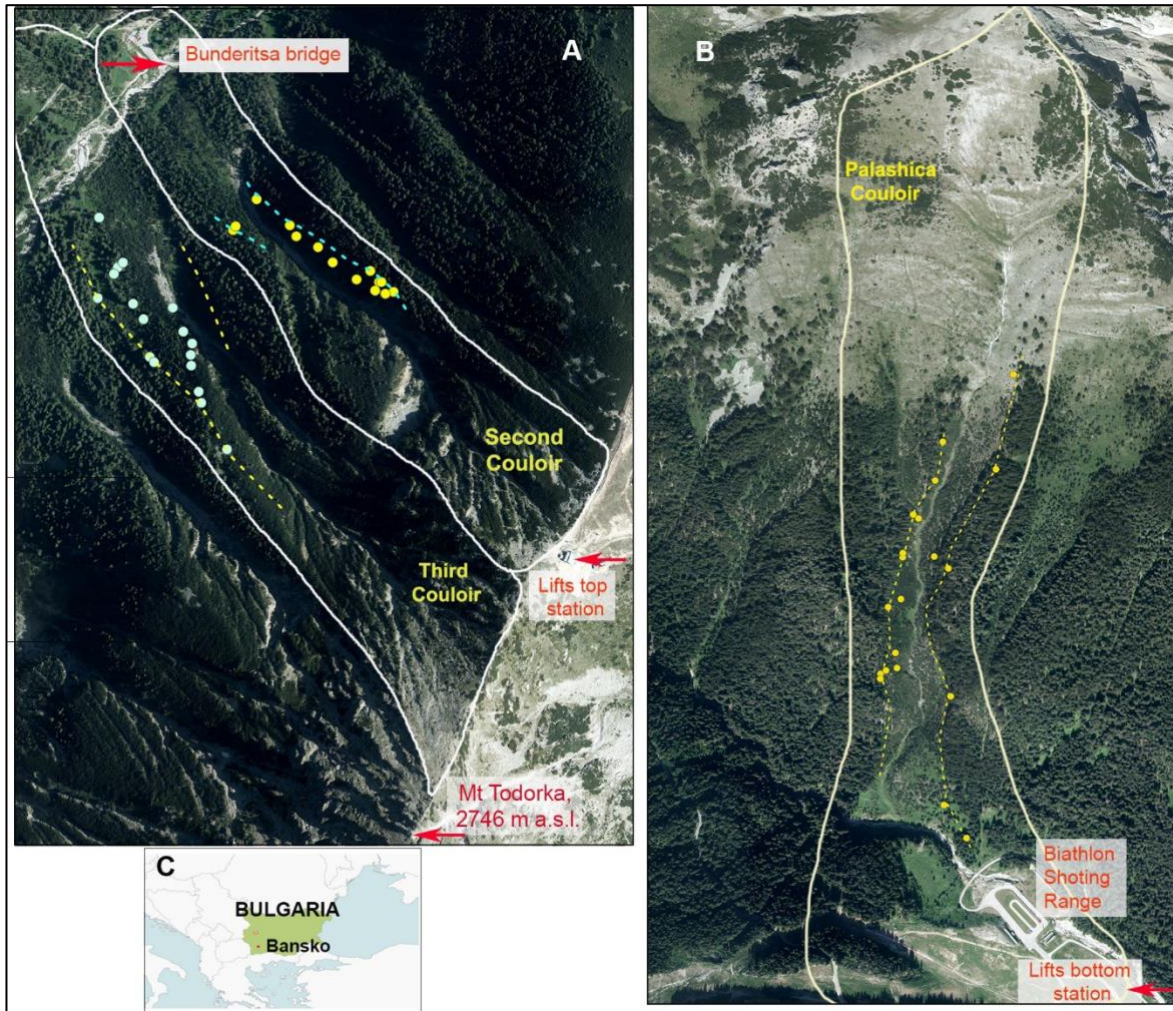 Bunderitsa bridge
A
Second
Couloir
Third
Couloir
Lifts top
station
Mt Todorka,
2746 m a.s.l.
B
Palashica
Couloir
Biathlon
Shoting
Range
Lifts bottom
station
C
BULGARIA
Bansko